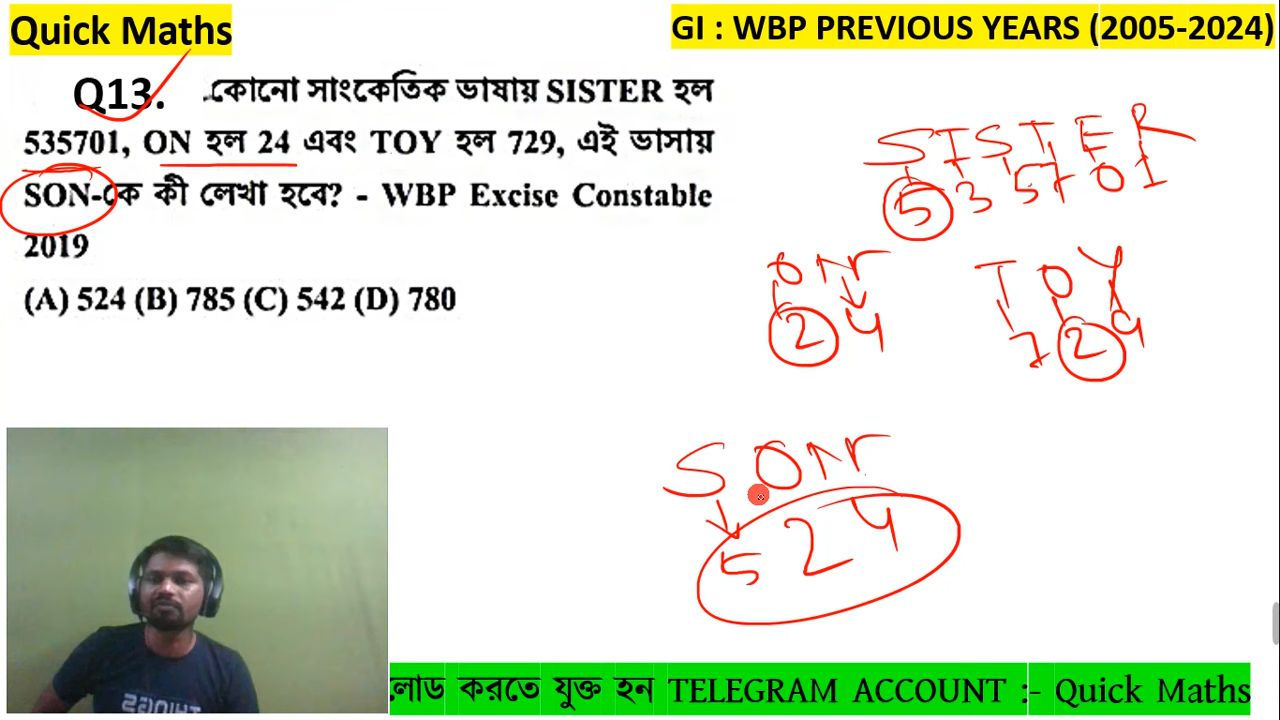 Quick Maths
GI : WBP PREVIOUS YEARS (2005-2024)
Q13. কোনো সাংকেতিক ভাষায় SISTER হল
535701, ON হল 24 এবং TOY হল 729, এই ভাসায়
SON-কে কী লেখা হবে? - WBP Excise Constable
2019
(A) 524 (B) 785 (C) 542 (D) 780
SISTER
535701
ON
24
TOY
729
SON
524
লোড করতে যুক্ত হন TELEGRAM ACCOUNT :- Quick Maths